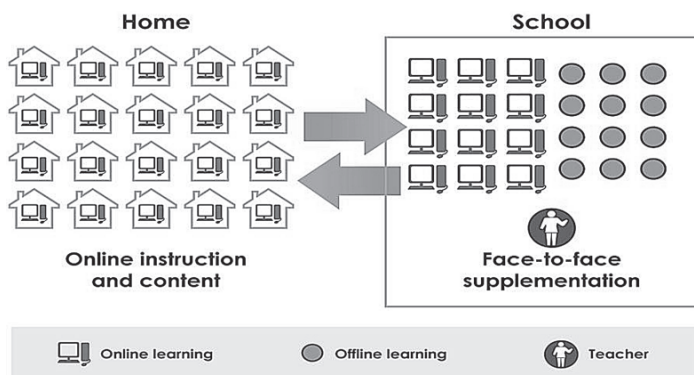 Home
School
Online instruction
and content
Face-to-face
supplementation
Online learning
Offline learning
Teacher